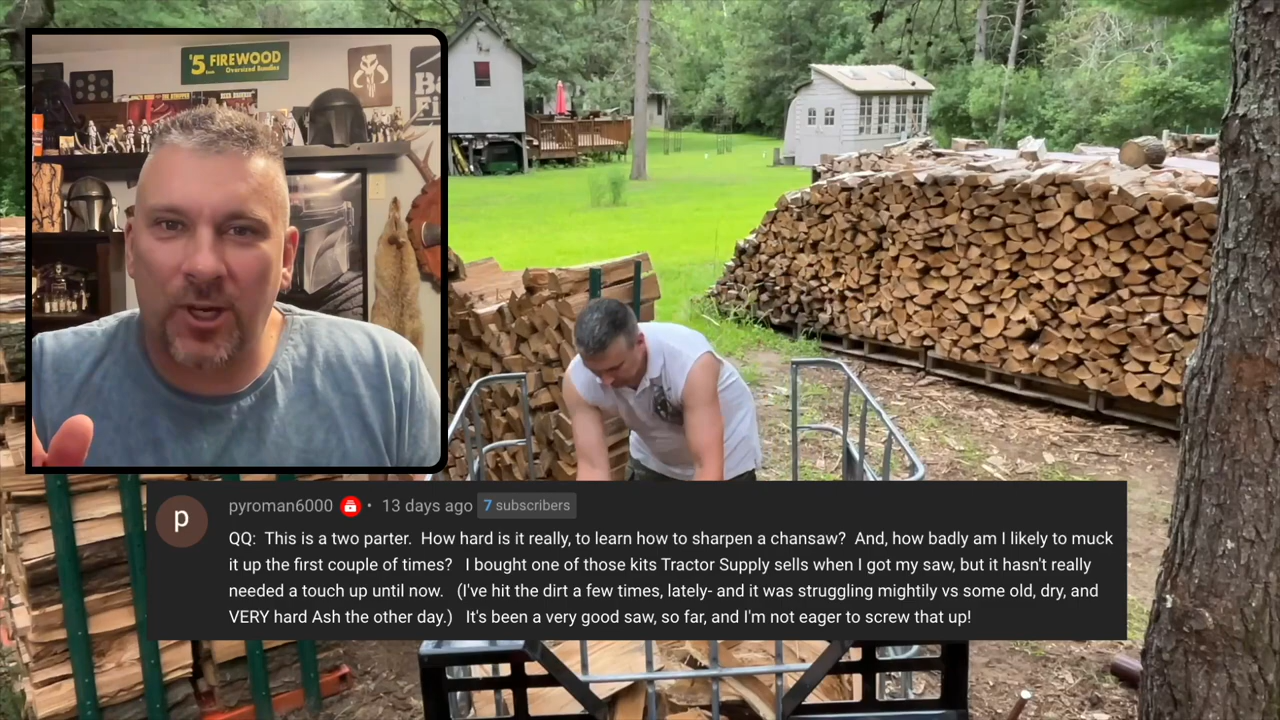 $5 FIREWOOD
Oversized Bundles
pyroman6000 • 13 days ago 7 subscribers
p
QQ:  This is a two parter.  How hard is it really, to learn how to sharpen a chansaw?  And, how badly am I likely to muck
it up the first couple of times?   I bought one of those kits Tractor Supply sells when I got my saw, but it hasn't really
needed a touch up until now.   (I've hit the dirt a few times, lately- and it was struggling mightily vs some old, dry, and
VERY hard Ash the other day.)   It's been a very good saw, so far, and I'm not eager to screw that up!